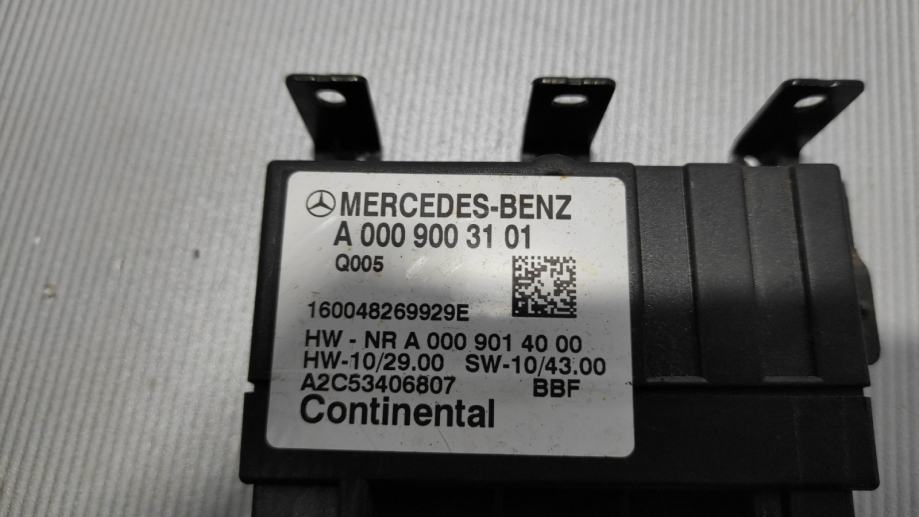 MERCEDES-BENZ
A 000 900 31 01
Q005
160048269929E
HW - NR A 000 901 40 00
HW-10/29.00 SW-10/43.00
A2C53406807 BBF
Continental